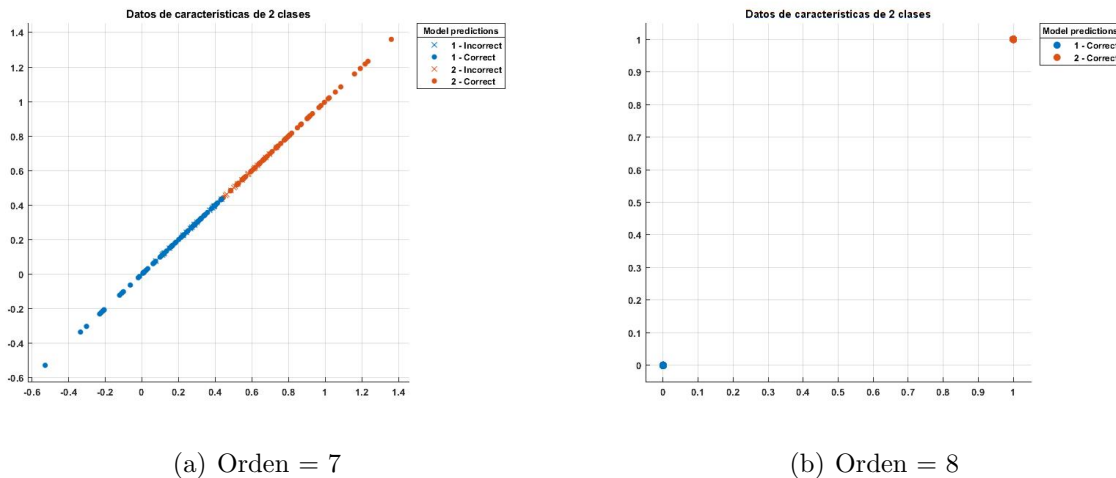 Datos de características de 2 clases
Model predictions
1 - Incorrect
1 - Correct
2 - Incorrect
2 - Correct
1.4
1.2
1
0.8
0.6
0.4
0.2
0
-0.2
-0.4
-0.6
-0.6 -0.4 -0.2 0 0.2 0.4 0.6 0.8 1 1.2 1.4
(a) Orden = 7
Datos de característicss de 2 clases
Model predictions
1 - Correct
2 - Correct
1
0.9
0.8
0.7
0.6
0.5
0.4
0.3
0.2
0.1
0
0 0.1 0.2 0.3 0.4 0.5 0.6 0.7 0.8 0.9 1
(b) Orden = 8